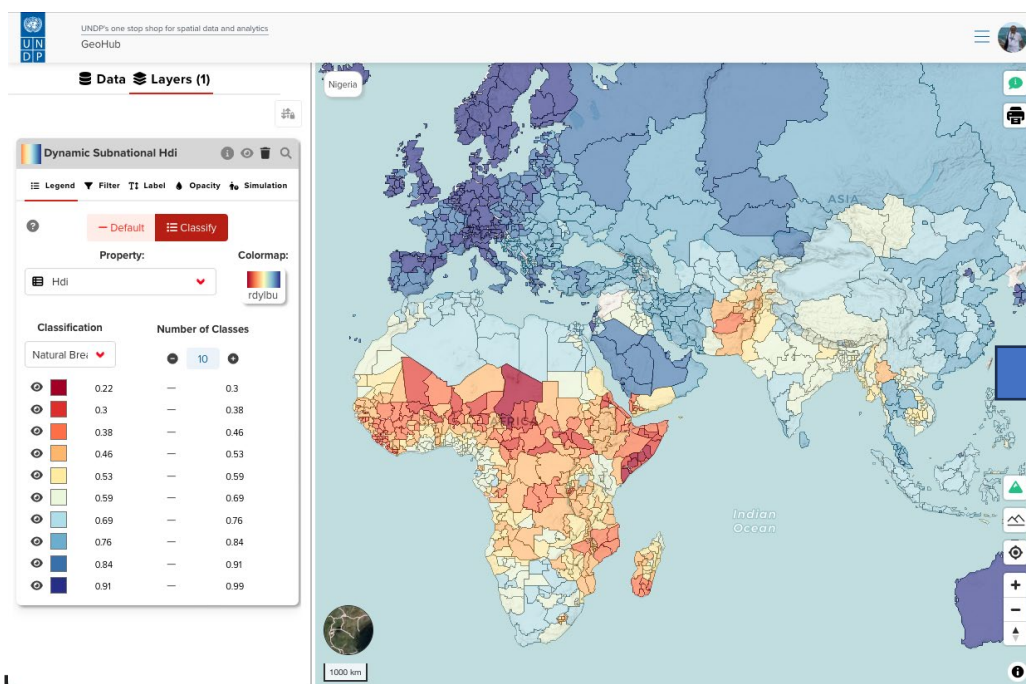 UNDP's one stop shop for spatial data and analytics
GeoHub
U N
D P
Data Layers (1)
Dynamic Subnational Hdi
Legend Filter T↕ Label Opacity Simulation
? — Default Classify
Property: Colormap:
Hdi
rdylbu
Classification Number of Classes
Natural Bre
10
0.22 — 0.3
0.3 — 0.38
0.38 — 0.46
0.46 — 0.53
0.53 — 0.59
0.59 — 0.69
0.69 — 0.76
0.76 — 0.84
0.84 — 0.91
0.91 — 0.99
Nigeria
ASIA
AFRICA
Indian
Ocean
1000 km